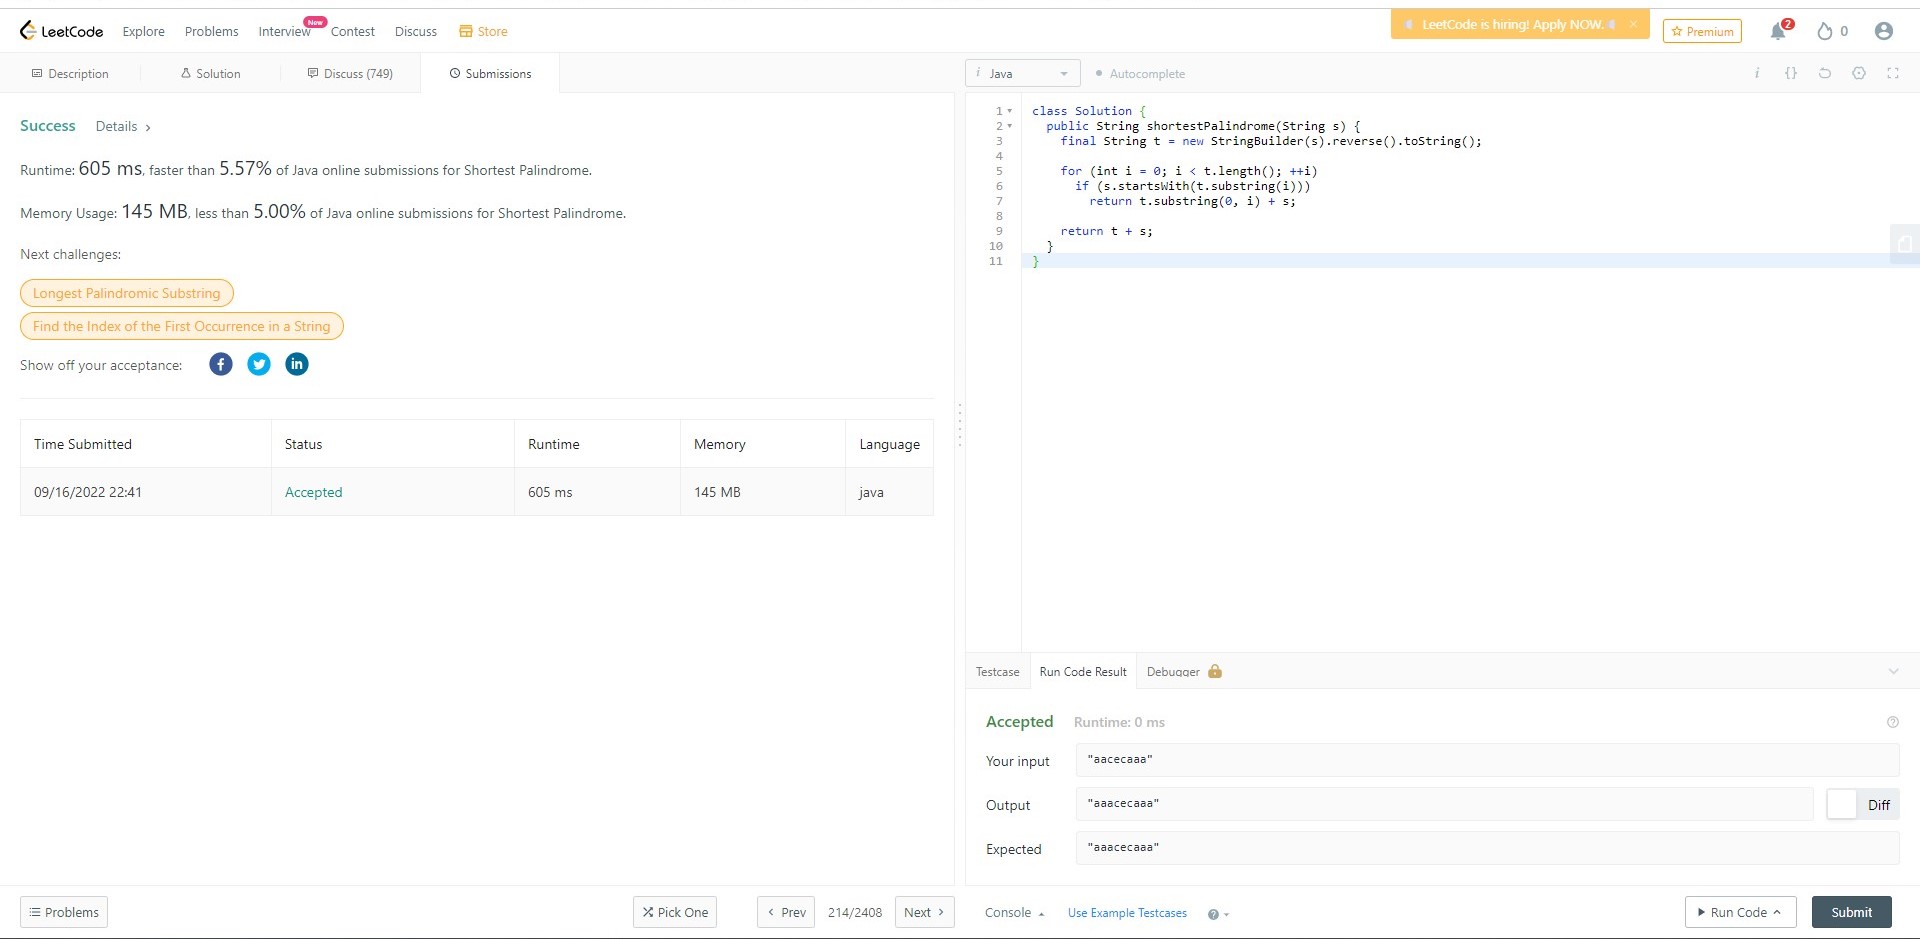 LeetCode Explore Problems Interview New Contest Discuss Store LeetCode is hiring! Apply NOW. × Premium 2 0
Description Solution Discuss (749) Submissions
i Java Autocomplete i {}
Success Details >
Runtime: 605 ms, faster than 5.57% of Java online submissions for Shortest Palindrome.
Memory Usage: 145 MB, less than 5.00% of Java online submissions for Shortest Palindrome.
Next challenges:
Longest Palindromic Substring
Find the Index of the First Occurrence in a String
Show off your acceptance: f in
Time Submitted Status Runtime Memory Language
09/16/2022 22:41 Accepted 605 ms 145 MB java
1 class Solution {
2 public String shortestPalindrome(String s) {
3 final String t = new StringBuilder(s).reverse().toString();
4
5 for (int i = 0; i < t.length(); ++i)
6 if (s.startsWith(t.substring(i)))
7 return t.substring(0, i) + s;
8
9 return t + s;
10 }
11 }
Testcase Run Code Result Debugger
Accepted Runtime: 0 ms
Your input "aacecaaa"
Output "aaacecaaa" Diff
Expected "aaacecaaa"
Problems Pick One < Prev 214/2408 Next > Console Use Example Testcases ? Run Code Submit